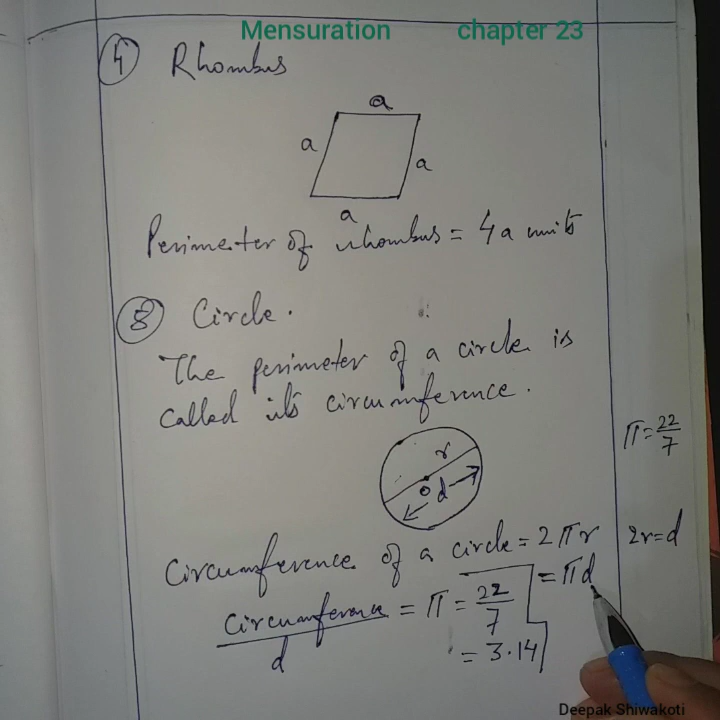 Mensuration chapter 23
④ Rhombus
a
a
a
a
Perimeter of rhombus = 4a units
⑧ Circle.
The perimeter of a circle is
called its circumference.
π = 22/7
r
O
d
Circumference of a circle = 2πr
2r = d
= πd
Circumference/d = π = 22/7
= 3.14
Deepak Shiwakoti